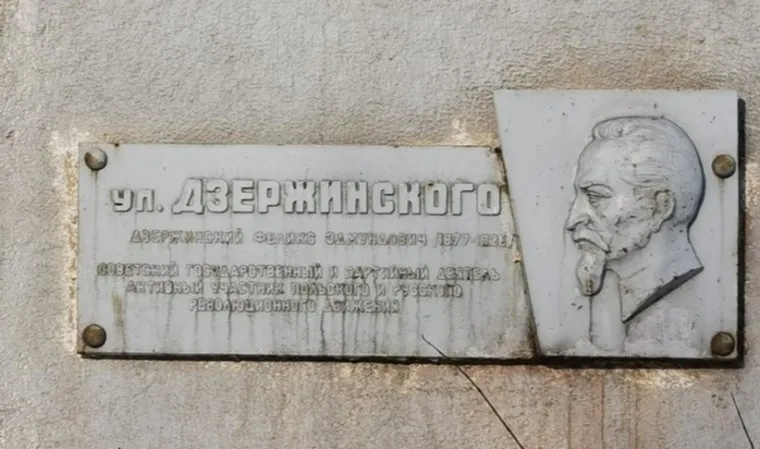 ул. ДЗЕРЖИНСКОГО
ДЗЕРЖИНСКИЙ ФЕЛИКС ЭДМУНДОВИЧ (1877-1926)
СОВЕТСКИЙ ГОСУДАРСТВЕННЫЙ И ПАРТИЙНЫЙ ДЕЯТЕЛЬ
АКТИВНЫЙ УЧАСТНИК ПОЛЬСКОГО И РУССКОГО
РЕВОЛЮЦИОННОГО ДВИЖЕНИЯ